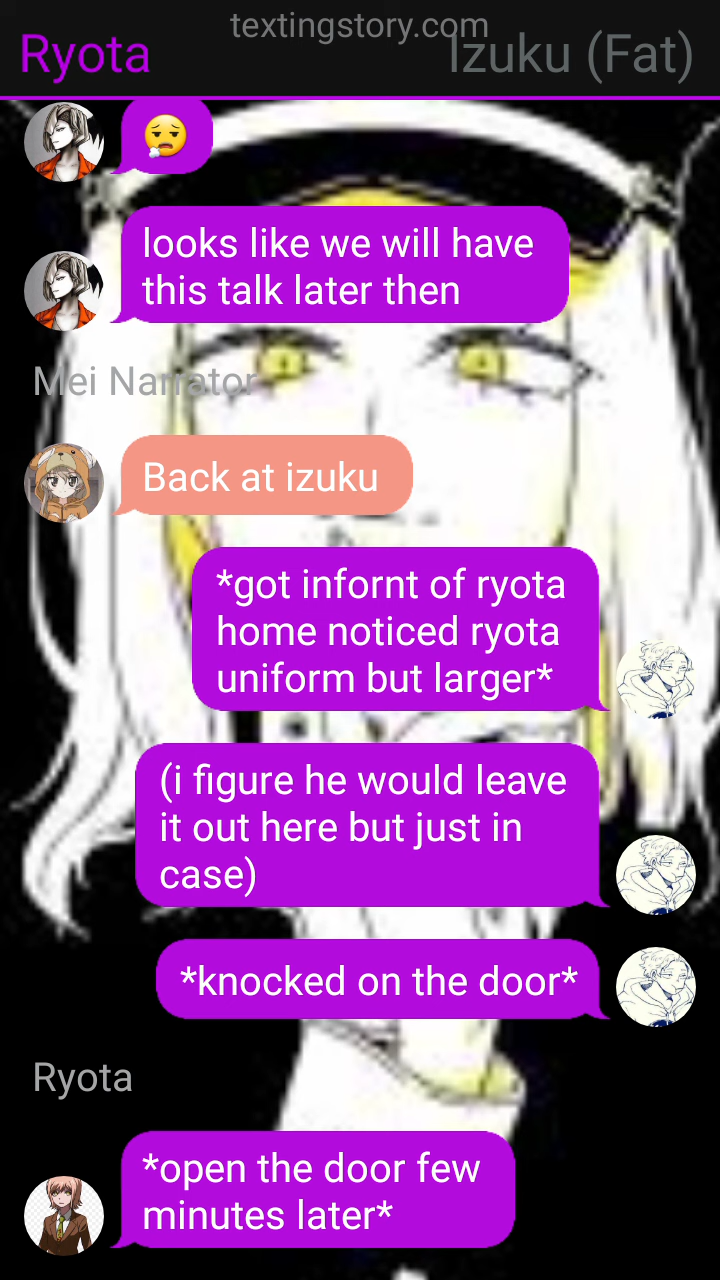 textingstory.com
Ryota
Izuku (Fat)
looks like we will have
this talk later then
Mei Narrator
Back at izuku
*got infornt of ryota
home noticed ryota
uniform but larger*
(i figure he would leave
it out here but just in
case)
*knocked on the door*
Ryota
*open the door few
minutes later*